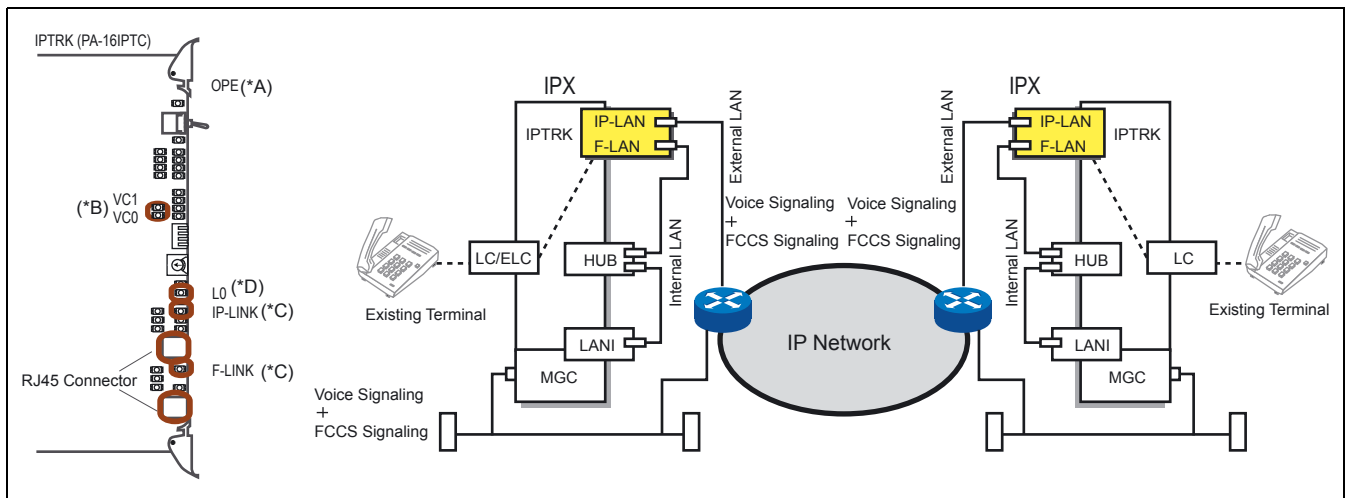 IPTRK (PA-16IPTC)
OPE (*A)
(*B) VC1
VC0
L0 (*D)
IP-LINK (*C)
F-LINK (*C)
RJ45 Connector
IPX
IPTRK
IP-LAN
F-LAN
External LAN
Voice Signaling
+
FCCS Signaling
LC/ELC
HUB
Internal LAN
Existing Terminal
LANI
MGC
Voice Signaling
+
FCCS Signaling
IP Network
IPX
IP-LAN
IPTRK
F-LAN
External LAN
Voice Signaling
+
FCCS Signaling
Internal LAN
HUB
LC
Existing Terminal
LANI
MGC